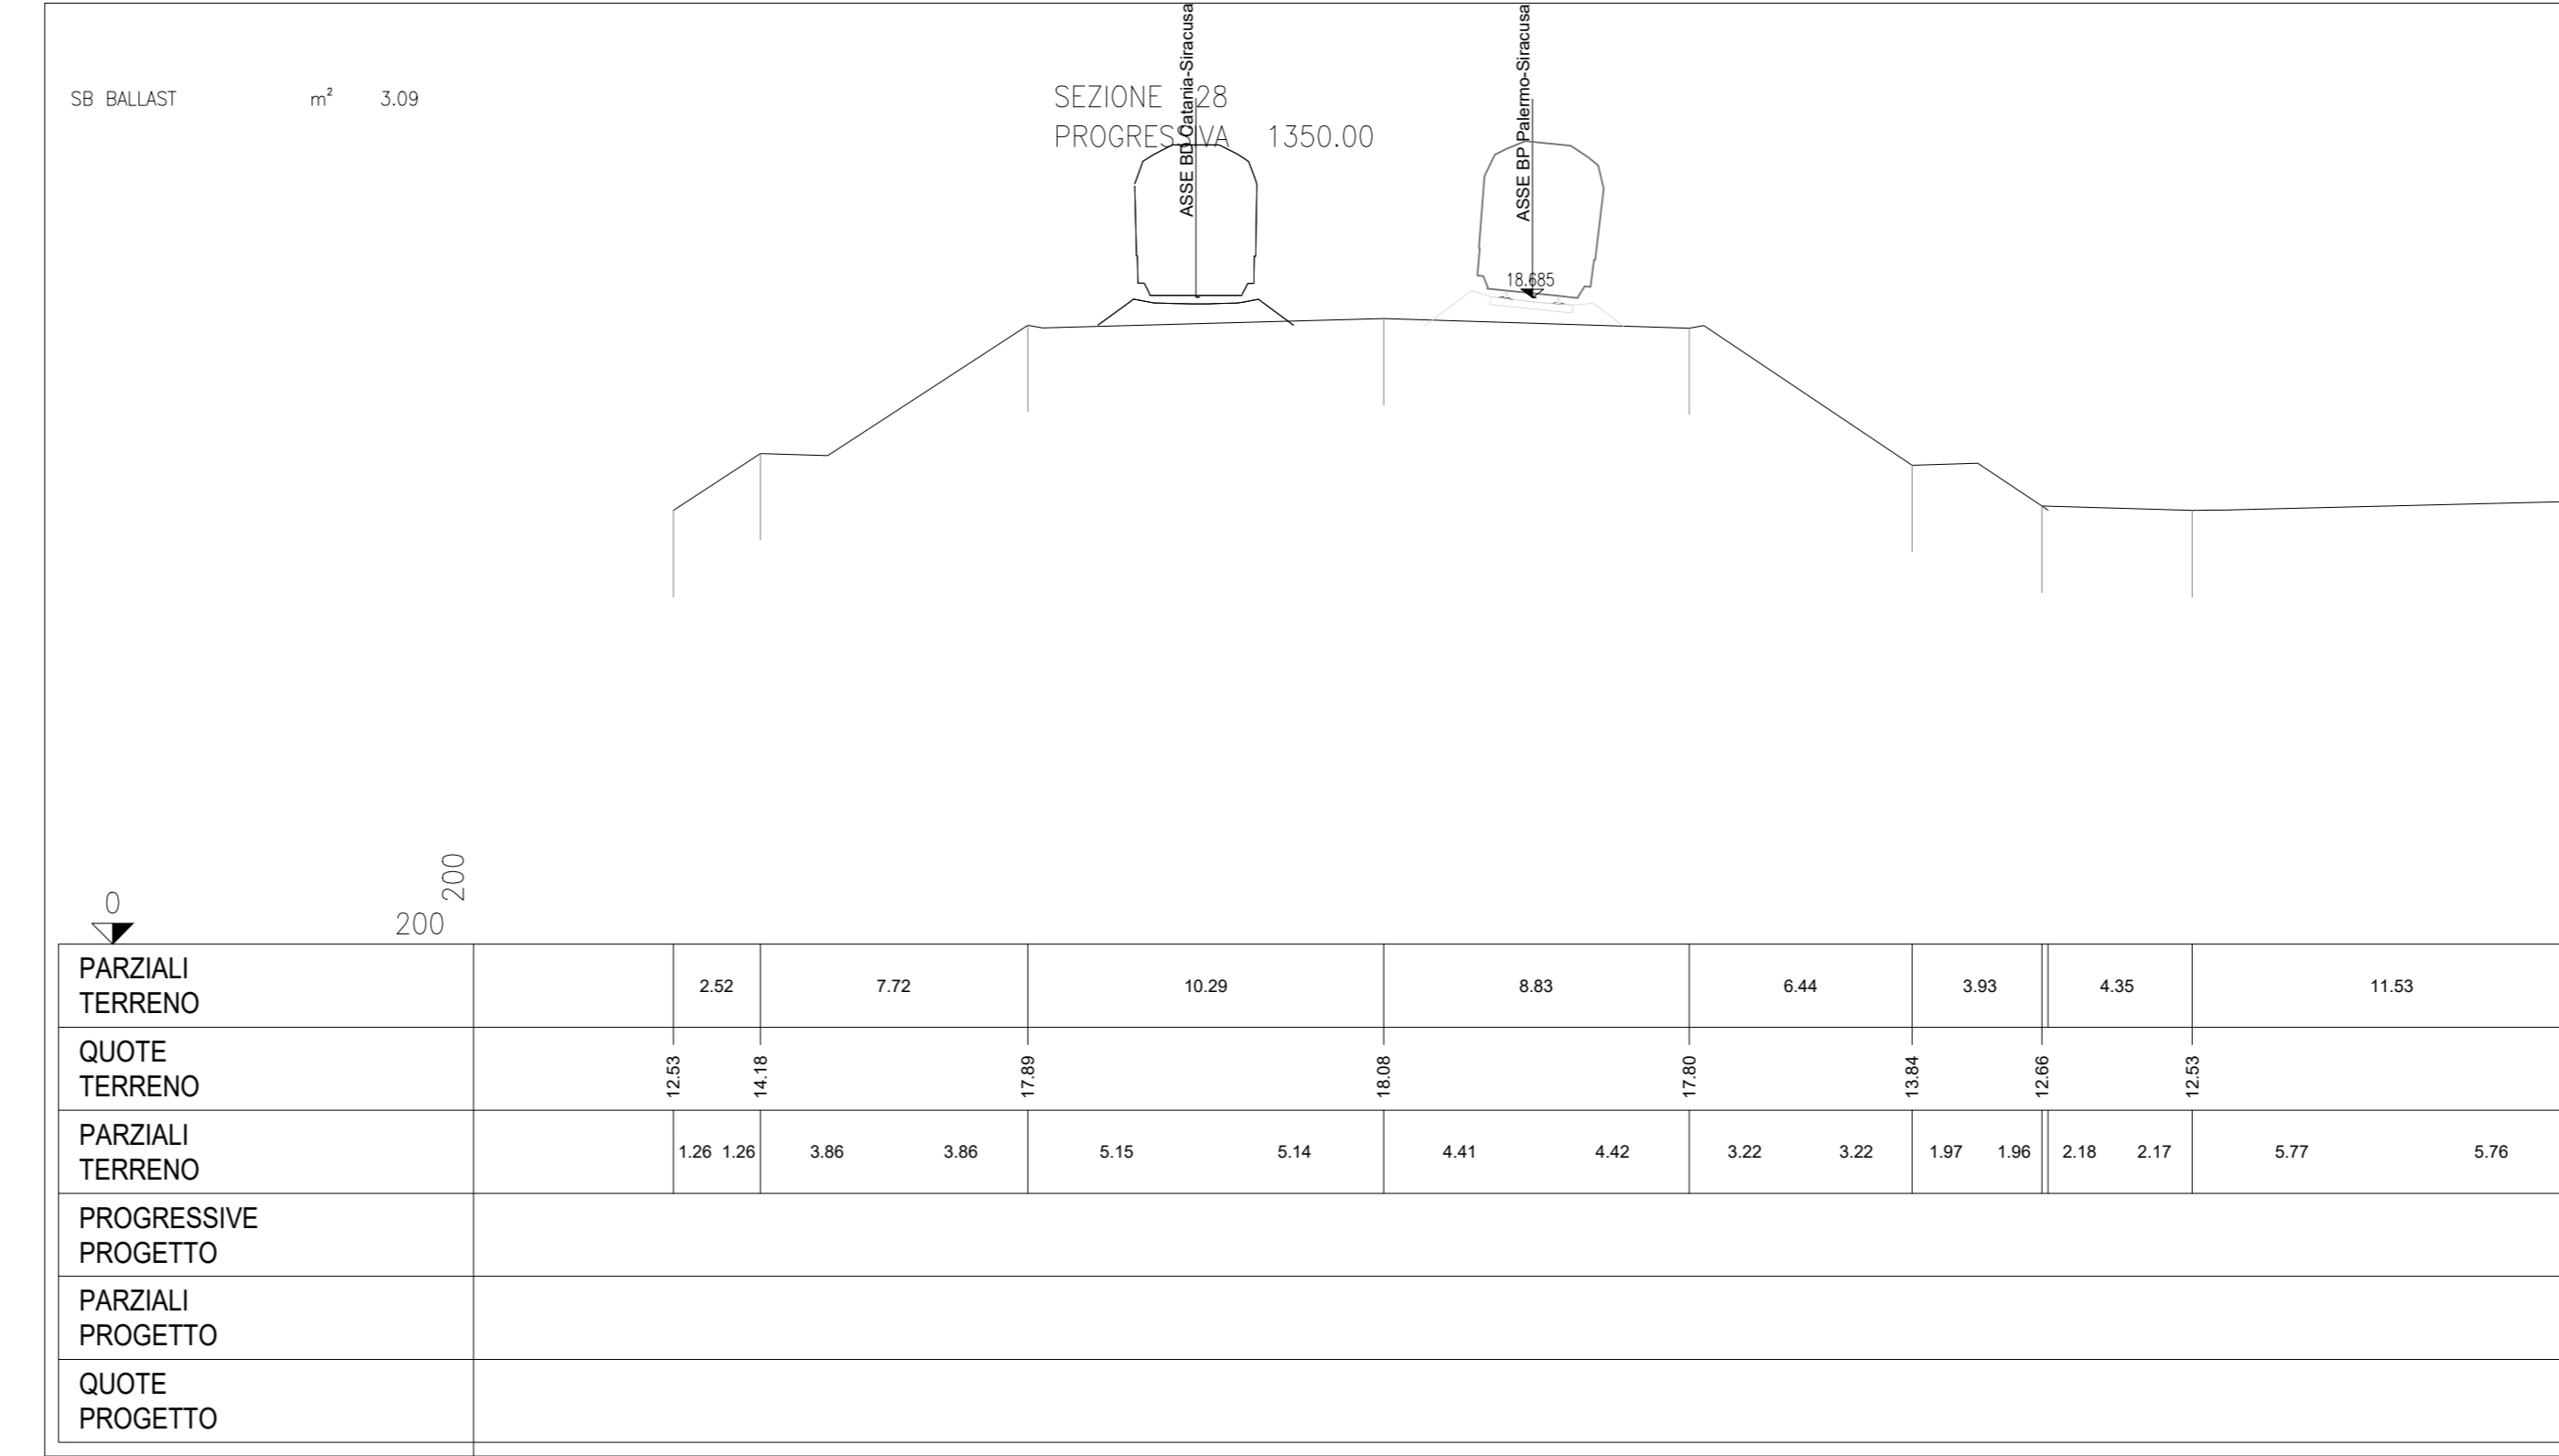 ASSE BD Catania-Siracusa
ASSE BP Palermo-Siracusa
SB BALLAST m² 3.09
SEZIONE 28
PROGRESSIVA 1350.00
18.685
200
0
200
PARZIALI
TERRENO
2.52 7.72 10.29 8.83 6.44 3.93 4.35 11.53
QUOTE
TERRENO
12.53 14.18 17.89 18.08 17.80 13.84 12.66 12.53
PARZIALI
TERRENO
1.26 1.26 3.86 3.86 5.15 5.14 4.41 4.42 3.22 3.22 1.97 1.96 2.18 2.17 5.77 5.76
PROGRESSIVE
PROGETTO
PARZIALI
PROGETTO
QUOTE
PROGETTO